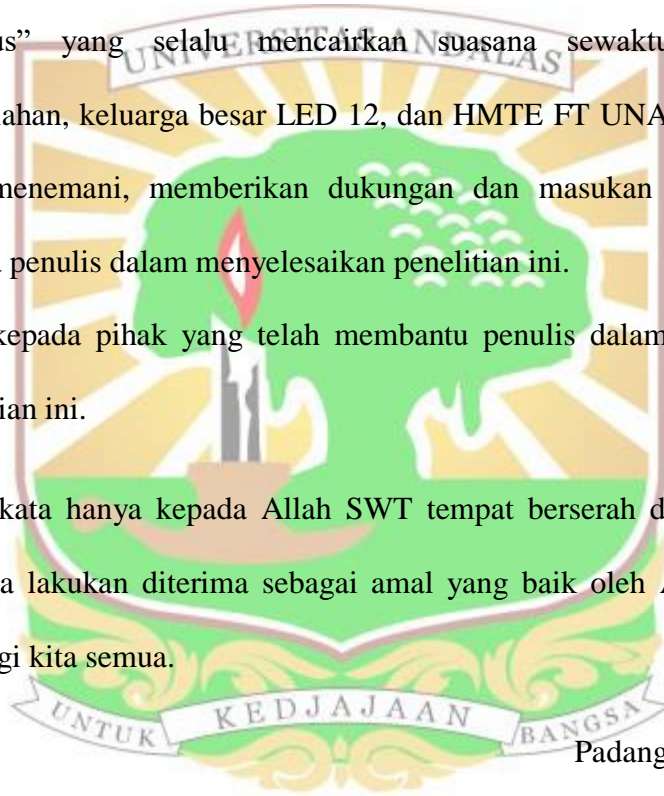 us” yang selalu mencairkan suasana sewaktu
UNIVERSITAS ANDALAS
lahan, keluarga besar LED 12, dan HMTE FT UNA
menemani, memberikan dukungan dan masukan
penulis dalam menyelesaikan penelitian ini.
kepada pihak yang telah membantu penulis dalam
ian ini.
kata hanya kepada Allah SWT tempat berserah d
a lakukan diterima sebagai amal yang baik oleh
gi kita semua.
UNTUK KEDJAJAAN BANGSA
Padang